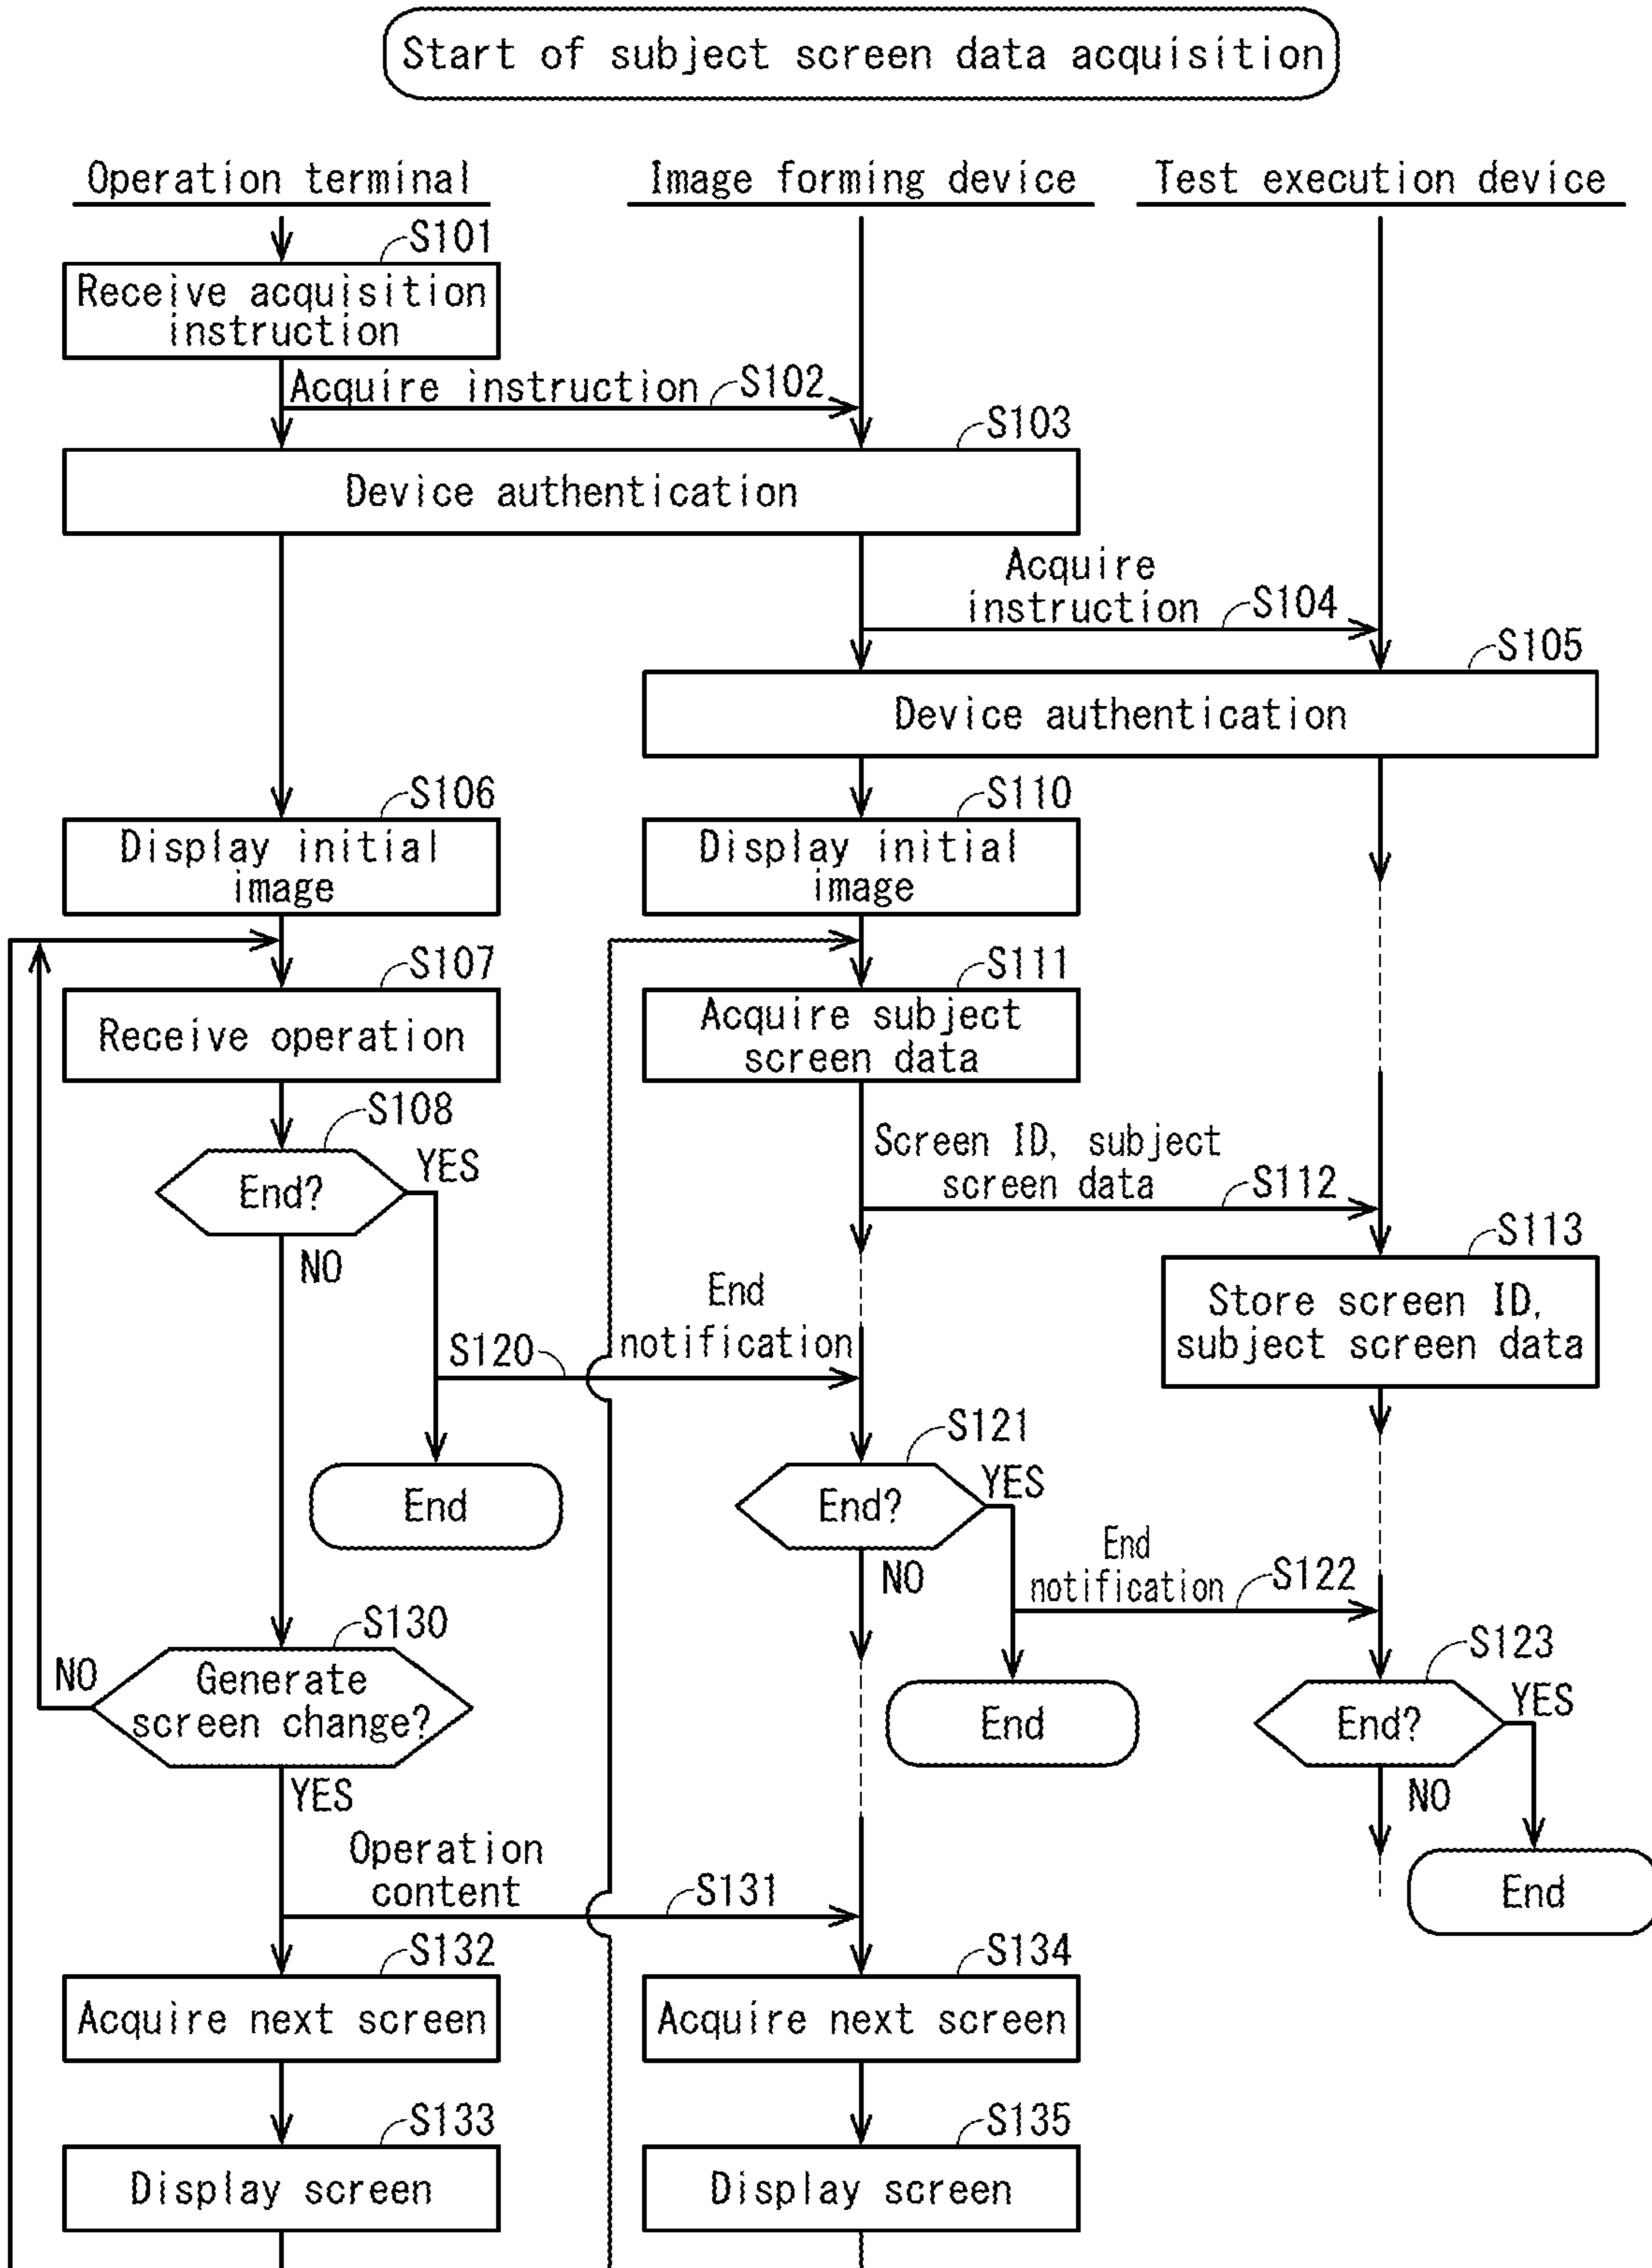 Start of subject screen data acquisition
Operation terminal
Image forming device
Test execution device
S101
Receive acquisition
instruction
Acquire instruction
S102
S103
Device authentication
Acquire
instruction
S104
S105
Device authentication
S106
Display initial
image
S110
Display initial
image
S107
Receive operation
S111
Acquire subject
screen data
S108
End?
YES
NO
Screen ID, subject
screen data
S112
S113
Store screen ID,
subject screen data
End
notification
S120
End
S121
End?
YES
NO
End
notification
S122
End
S123
End?
YES
NO
End
S130
Generate
screen change?
NO
YES
Operation
content
S131
S132
Acquire next screen
S134
Acquire next screen
S133
Display screen
S135
Display screen